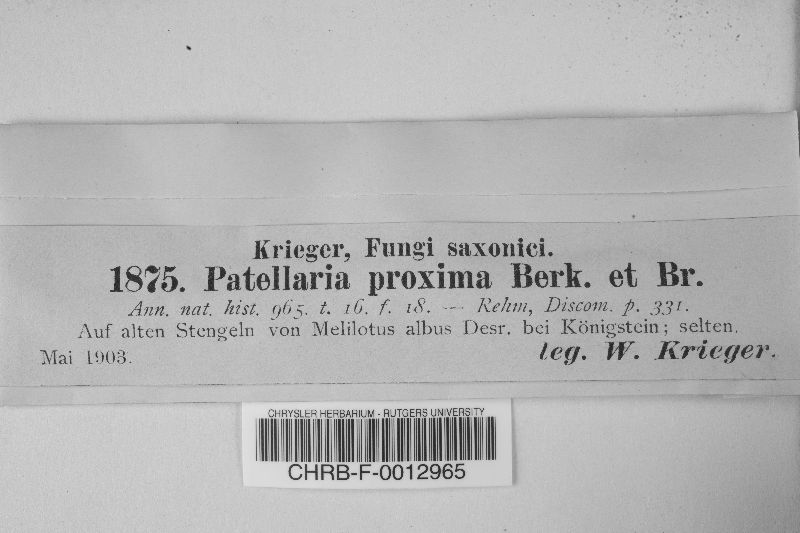 Krieger, Fungi saxonici.
1875. Patellaria proxima Berk. et Br.
Ann. nat. hist. 965. t. 16. f. 18. — Rehm, Discom. p. 331.
Auf alten Stengeln von Melilotus albus Desr. bei Königstein; selten.
Mai 1903. leg. W. Krieger.
CHRYSLER HERBARIUM - RUTGERS UNIVERSITY
CHRB-F-0012965